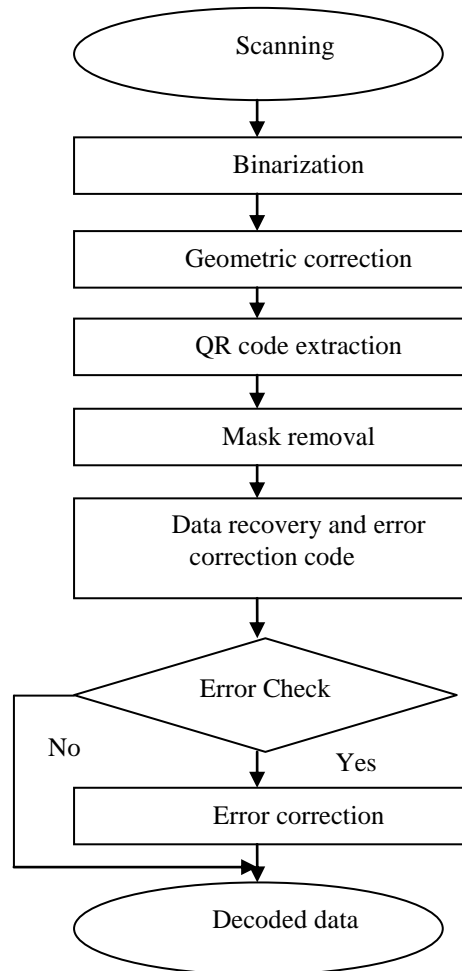 Scanning
Binarization
Geometric correction
QR code extraction
Mask removal
Data recovery and error
correction code
Error Check
No
Yes
Error correction
Decoded data